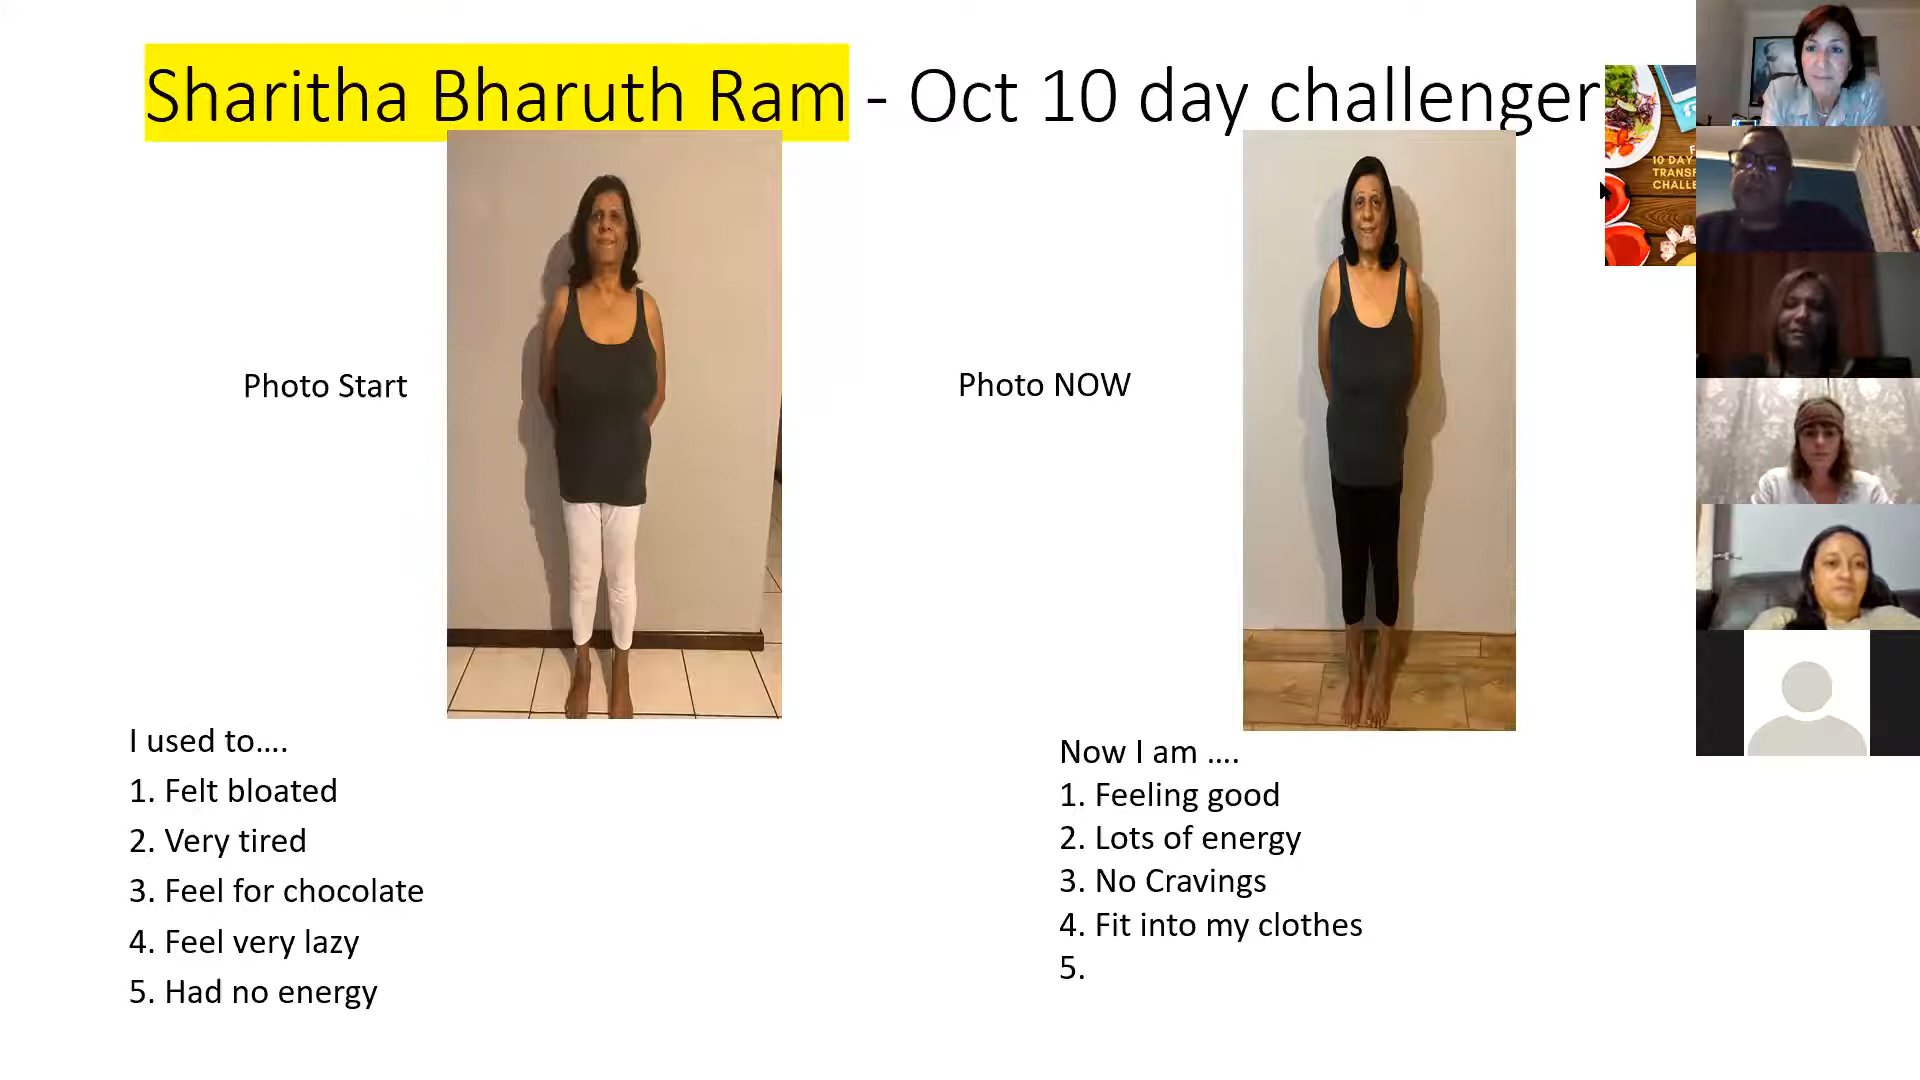 Sharitha Bharuth Ram - Oct 10 day challenger
10 DAY
Photo Start
Photo NOW
I used to....
1. Felt bloated
2. Very tired
3. Feel for chocolate
4. Feel very lazy
5. Had no energy
Now I am ....
1. Feeling good
2. Lots of energy
3. No Cravings
4. Fit into my clothes
5.